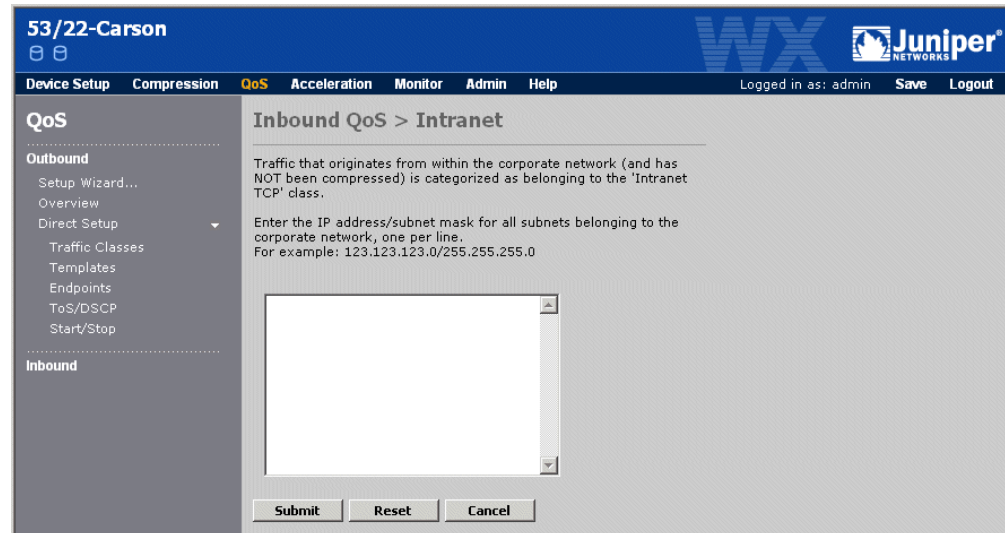 53/22-Carson
WX
Juniper®
NETWORKS
Device Setup Compression QoS Acceleration Monitor Admin Help Logged in as: admin Save Logout
QoS
Outbound
Setup Wizard...
Overview
Direct Setup
Traffic Classes
Templates
Endpoints
ToS/DSCP
Start/Stop
Inbound
Inbound QoS > Intranet
Traffic that originates from within the corporate network (and has
NOT been compressed) is categorized as belonging to the 'Intranet
TCP' class.
Enter the IP address/subnet mask for all subnets belonging to the
corporate network, one per line.
For example: 123.123.123.0/255.255.255.0
Submit Reset Cancel